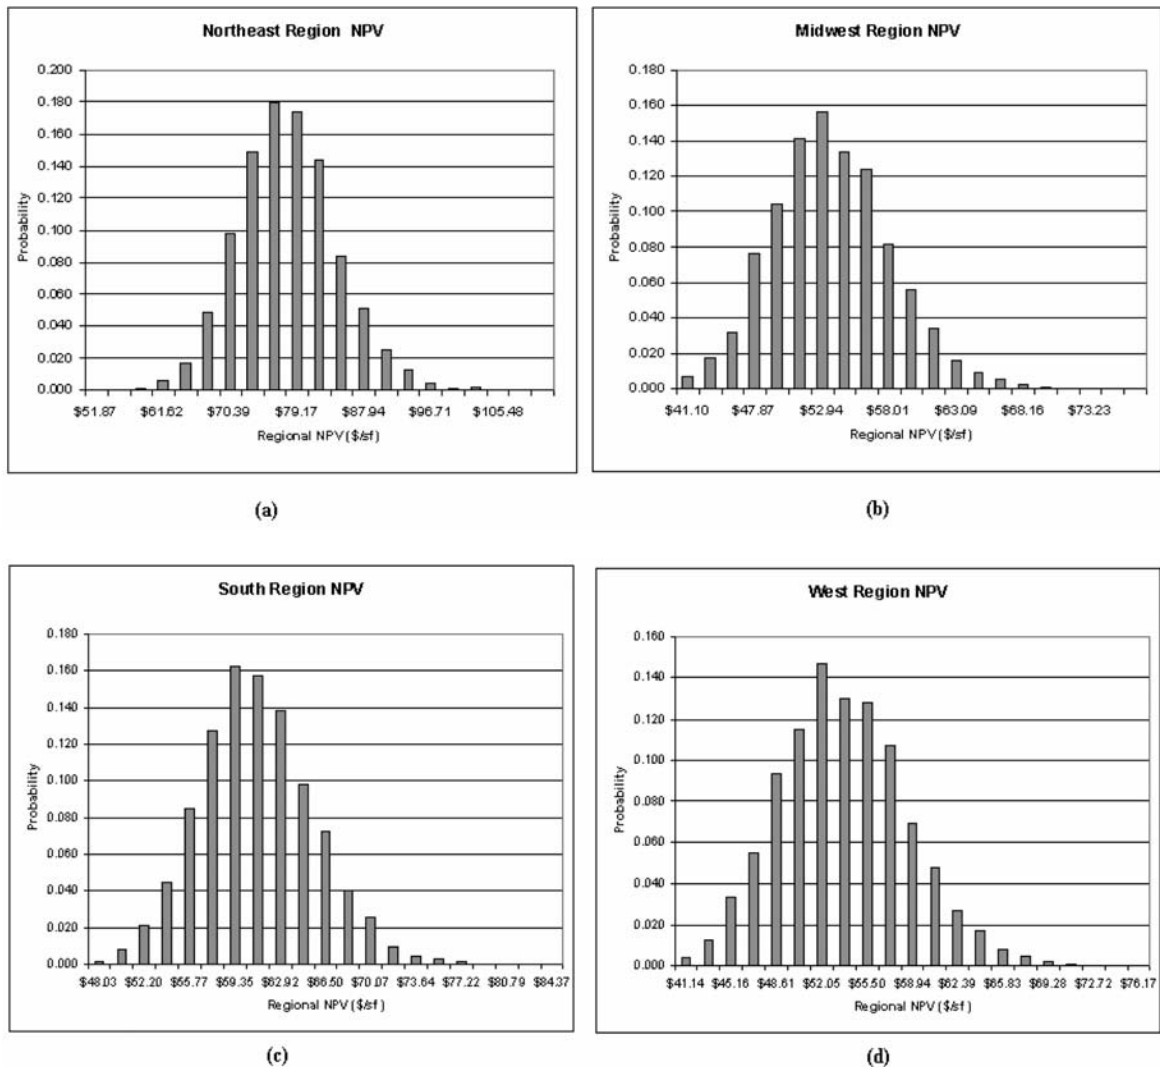 Northeast Region NPV
0.200
0.180
0.160
0.140
0.120
0.100
0.080
0.060
0.040
0.020
0.000
Probability
$51.87 $61.62 $70.39 $79.17 $87.94 $96.71 $105.48
Regional NPV ($/sf)
(a)
Midwest Region NPV
0.180
0.160
0.140
0.120
0.100
0.080
0.060
0.040
0.020
0.000
Probability
$41.10 $47.87 $52.94 $58.01 $63.09 $68.16 $73.23
Regional NPV ($/sf)
(b)
South Region NPV
0.180
0.160
0.140
0.120
0.100
0.080
0.060
0.040
0.020
0.000
Probability
$48.03 $52.20 $55.77 $59.35 $62.92 $66.50 $70.07 $73.64 $77.22 $80.79 $84.37
Regional NPV ($/sf)
(c)
West Region NPV
0.160
0.140
0.120
0.100
0.080
0.060
0.040
0.020
0.000
Probability
$41.14 $45.16 $48.61 $52.05 $55.50 $58.94 $62.39 $65.83 $69.28 $72.72 $76.17
Regional NPV ($/sf)
(d)